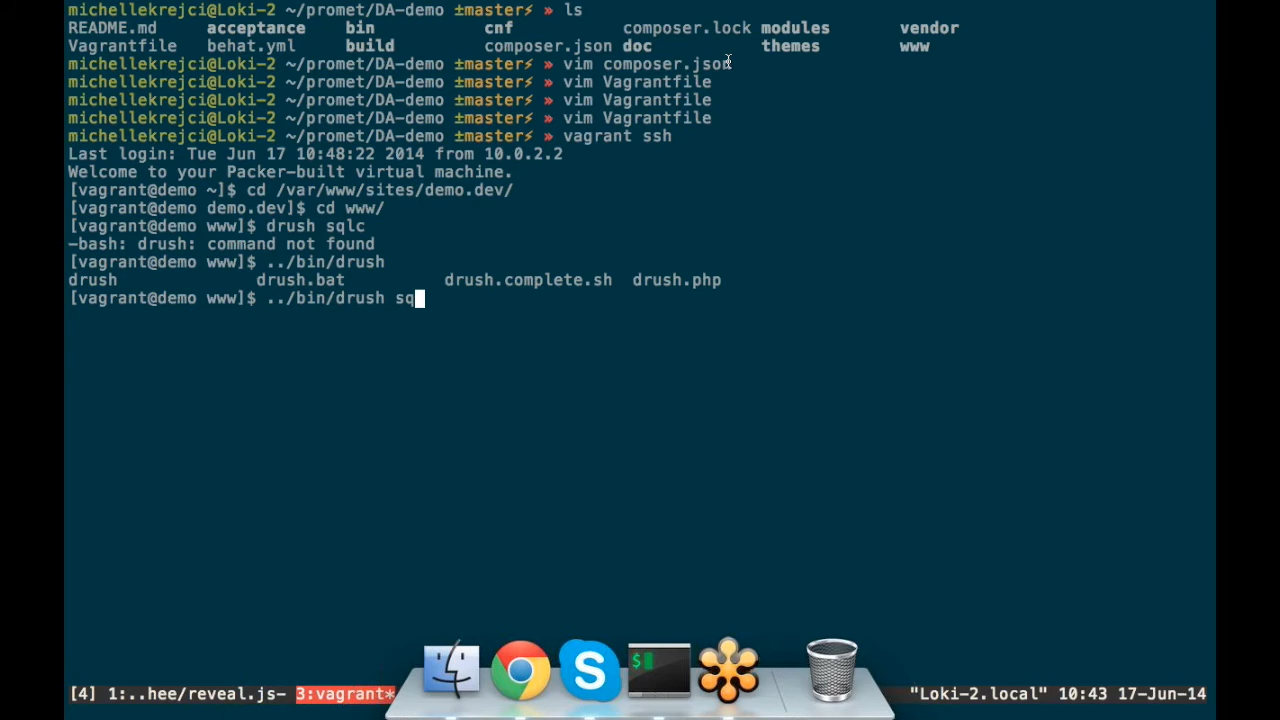 michellekrejci@Loki-2 ~/promet/DA-demo ±master⚡ » ls
README.md acceptance bin cnf composer.lock modules vendor
Vagrantfile behat.yml build composer.json doc themes www
michellekrejci@Loki-2 ~/promet/DA-demo ±master⚡ » vim composer.json
michellekrejci@Loki-2 ~/promet/DA-demo ±master⚡ » vim Vagrantfile
michellekrejci@Loki-2 ~/promet/DA-demo ±master⚡ » vim Vagrantfile
michellekrejci@Loki-2 ~/promet/DA-demo ±master⚡ » vim Vagrantfile
michellekrejci@Loki-2 ~/promet/DA-demo ±master⚡ » vagrant ssh
Last login: Tue Jun 17 10:48:22 2014 from 10.0.2.2
Welcome to your Packer-built virtual machine.
[vagrant@demo ~]$ cd /var/www/sites/demo.dev/
[vagrant@demo demo.dev]$ cd www/
[vagrant@demo www]$ drush sqlc
-bash: drush: command not found
[vagrant@demo www]$ ../bin/drush
drush drush.bat drush.complete.sh drush.php
[vagrant@demo www]$ ../bin/drush sq
$
S
[4] 1:..hee/reveal.js- 3:vagrant* "Loki-2.local" 10:43 17-Jun-14